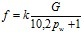 f = k G / (10,2 p_w + 1)